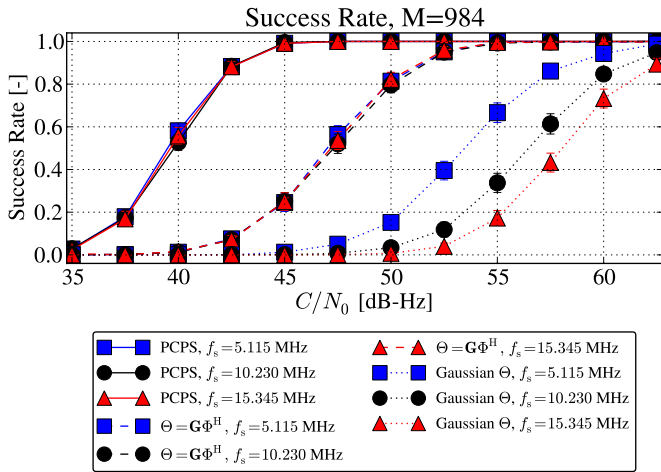 Success Rate, M=984
Success Rate [-]
1.0
0.8
0.6
0.4
0.2
0.0
35 40 45 50 55 60
C/N₀ [dB-Hz]
PCPS, fₛ=5.115 MHz
PCPS, fₛ=10.230 MHz
PCPS, fₛ=15.345 MHz
Θ=GΦᴴ, fₛ=5.115 MHz
Θ=GΦᴴ, fₛ=10.230 MHz
Θ=GΦᴴ, fₛ=15.345 MHz
Gaussian Θ, fₛ=5.115 MHz
Gaussian Θ, fₛ=10.230 MHz
Gaussian Θ, fₛ=15.345 MHz